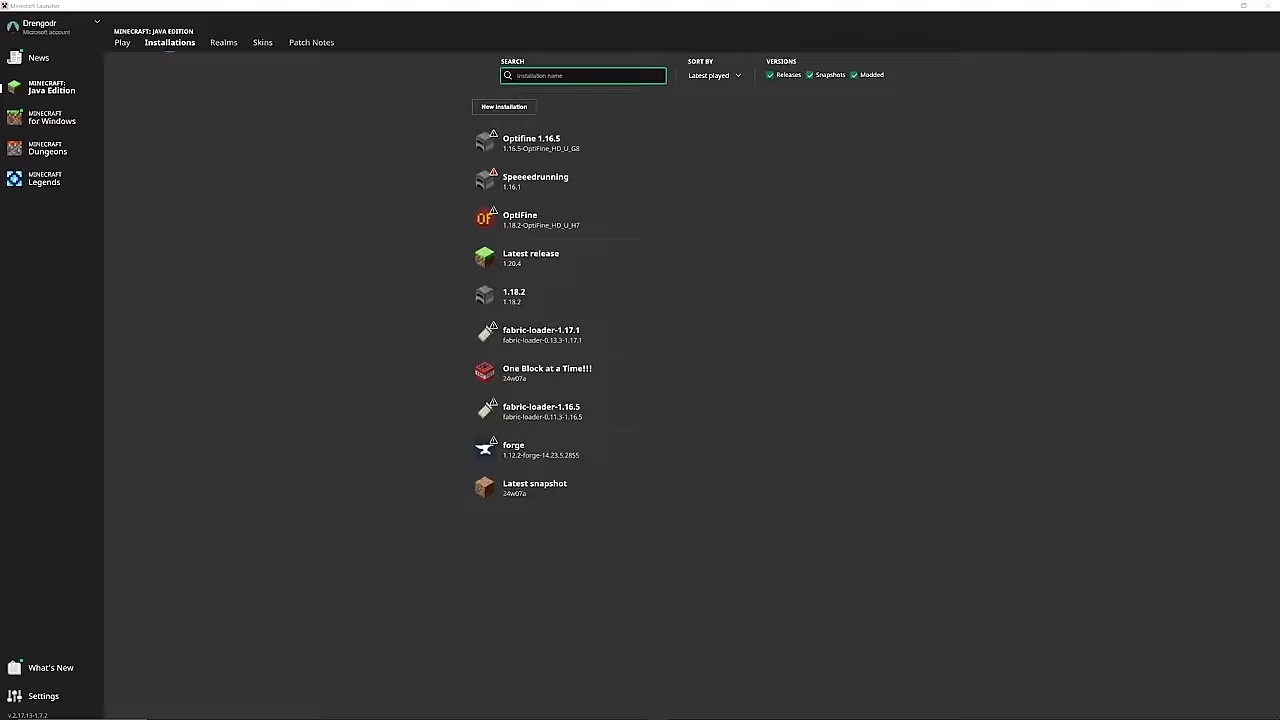 Minecraft Launcher
Drengodr
Microsoft account
News
MINECRAFT:
Java Edition
MINECRAFT
for Windows
MINECRAFT
Dungeons
MINECRAFT
Legends
What's New
Settings
v.2.17.13-1.7.2
MINECRAFT: JAVA EDITION
Play Installations Realms Skins Patch Notes
SEARCH
Installation name
SORT BY
Latest played
VERSIONS
Releases Snapshots Modded
New installation
Optifine 1.16.5
1.16.5-OptiFine_HD_U_G8
Speeeedrunning
1.16.1
OF
OptiFine
1.18.2-OptiFine_HD_U_H7
Latest release
1.20.4
1.18.2
1.18.2
fabric-loader-1.17.1
fabric-loader-0.13.3-1.17.1
One Block at a Time!!!
24w07a
fabric-loader-1.16.5
fabric-loader-0.11.3-1.16.5
forge
1.12.2-forge-14.23.5.2855
Latest snapshot
24w07a